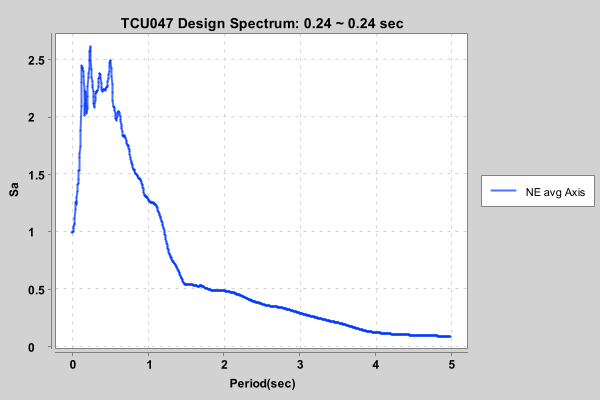 TCU047 Design Spectrum: 0.24 ~ 0.24 sec
2.5
2
1.5
1
0.5
0
Sa
0 1 2 3 4 5
Period(sec)
NE avg Axis